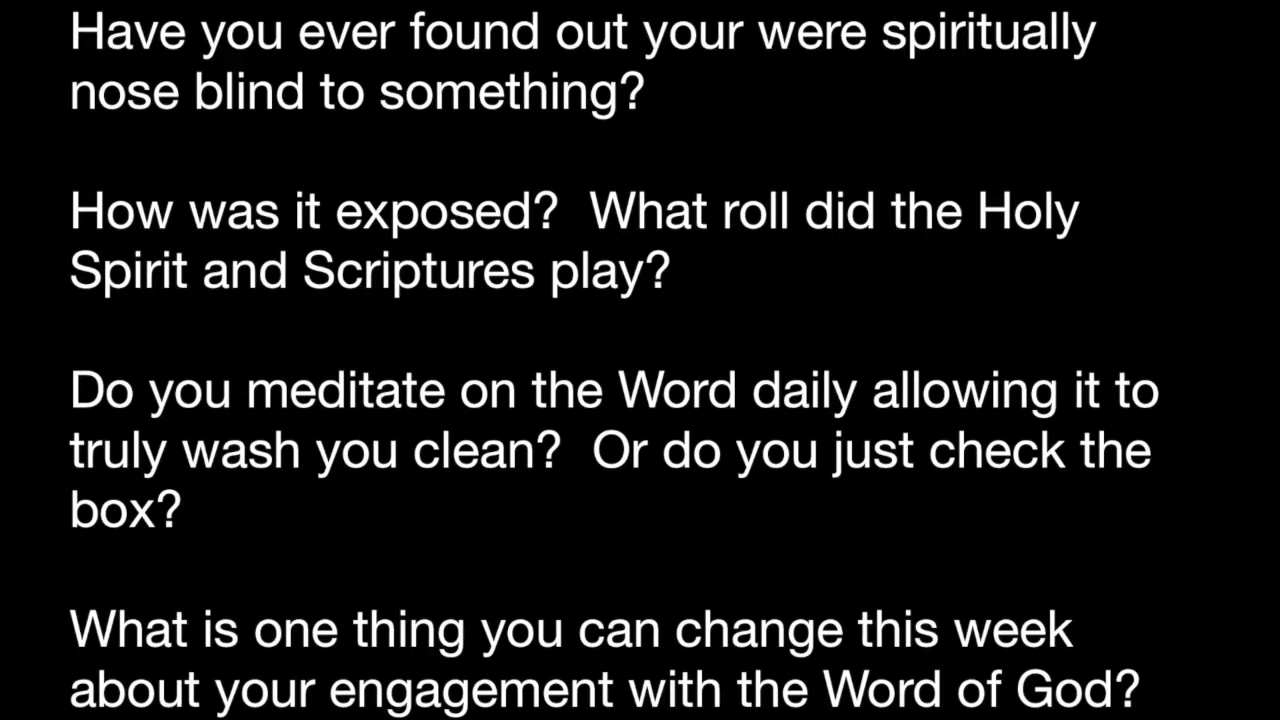 Have you ever found out your were spiritually
nose blind to something?
How was it exposed?  What roll did the Holy
Spirit and Scriptures play?
Do you meditate on the Word daily allowing it to
truly wash you clean?  Or do you just check the
box?
What is one thing you can change this week
about your engagement with the Word of God?